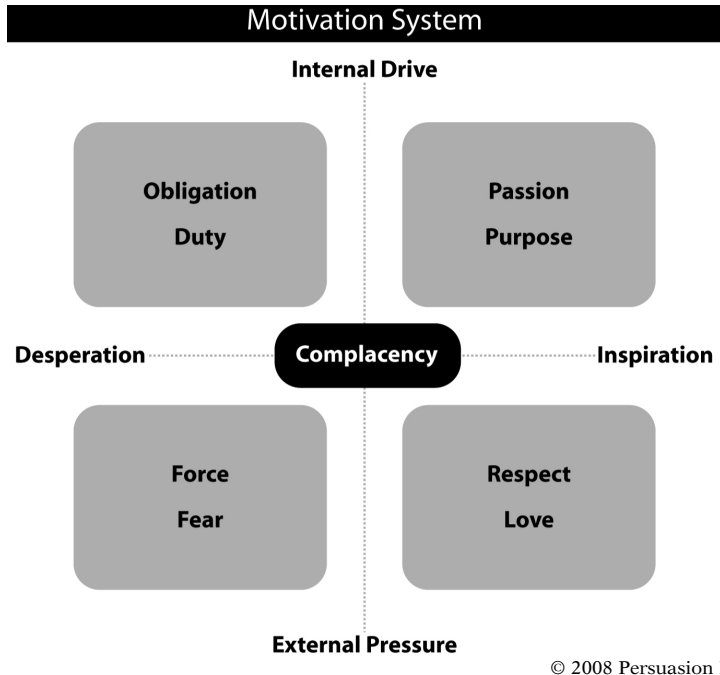 Motivation System
Internal Drive
Obligation
Duty
Passion
Purpose
Desperation
Complacency
Inspiration
Force
Fear
Respect
Love
External Pressure
© 2008 Persuasion